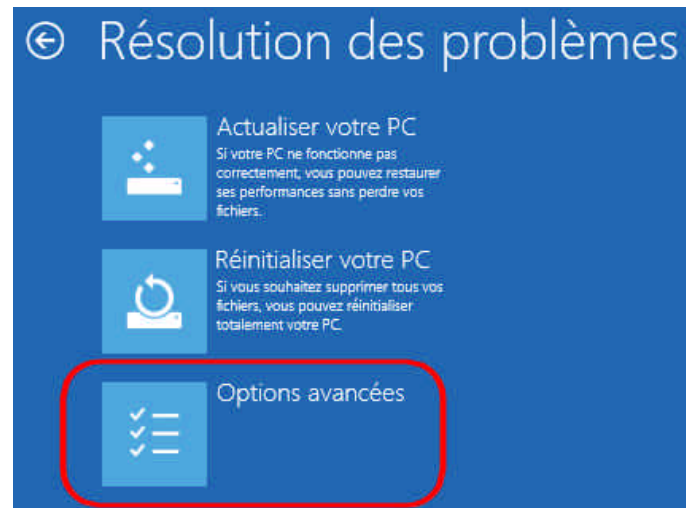 Résolution des problèmes
Actualiser votre PC
Si votre PC ne fonctionne pas
correctement, vous pouvez restaurer
ses performances sans perdre vos
fichiers.
Réinitialiser votre PC
Si vous souhaitez supprimer tous vos
fichiers, vous pouvez réinitialiser
totalement votre PC.
Options avancées